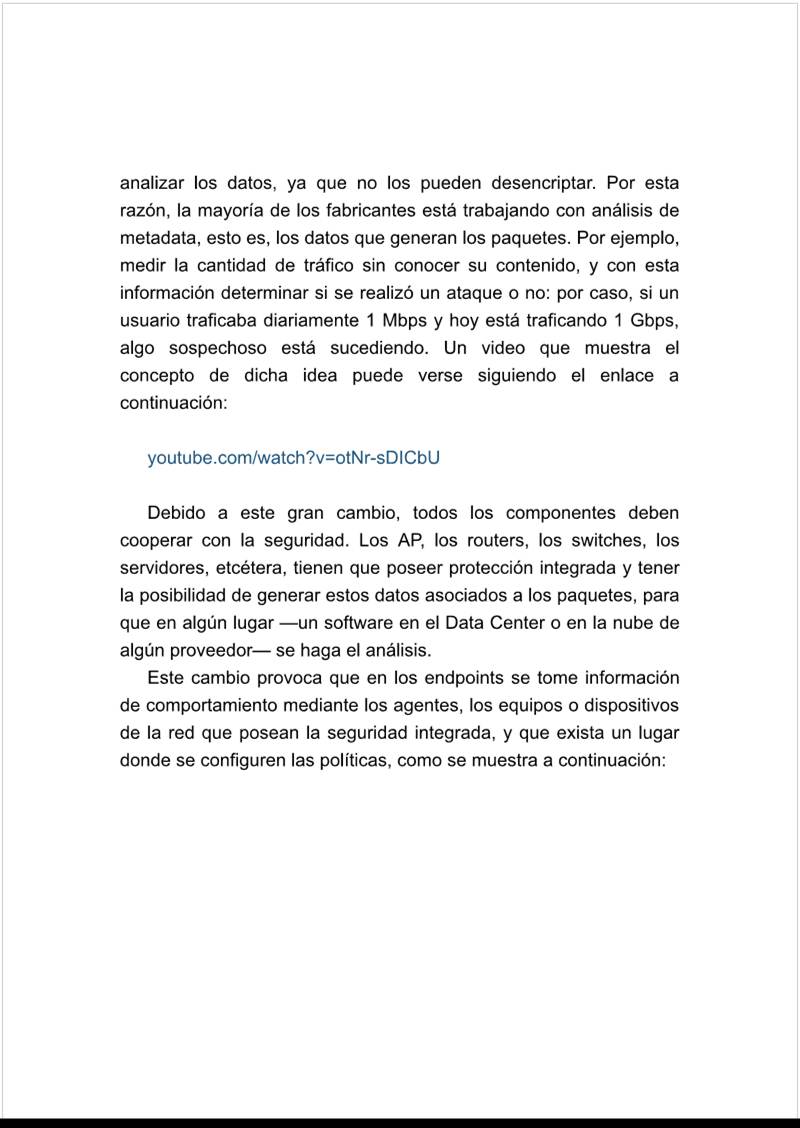 analizar los datos, ya que no los pueden desencriptar. Por esta
razón, la mayoría de los fabricantes está trabajando con análisis de
metadata, esto es, los datos que generan los paquetes. Por ejemplo,
medir la cantidad de tráfico sin conocer su contenido, y con esta
información determinar si se realizó un ataque o no: por caso, si un
usuario traficaba diariamente 1 Mbps y hoy está traficando 1 Gbps,
algo sospechoso está sucediendo. Un video que muestra el
concepto de dicha idea puede verse siguiendo el enlace a
continuación:
youtube.com/watch?v=otNr-sDICbU
Debido a este gran cambio, todos los componentes deben
cooperar con la seguridad. Los AP, los routers, los switches, los
servidores, etcétera, tienen que poseer protección integrada y tener
la posibilidad de generar estos datos asociados a los paquetes, para
que en algún lugar —un software en el Data Center o en la nube de
algún proveedor— se haga el análisis.
Este cambio provoca que en los endpoints se tome información
de comportamiento mediante los agentes, los equipos o dispositivos
de la red que posean la seguridad integrada, y que exista un lugar
donde se configuren las políticas, como se muestra a continuación: